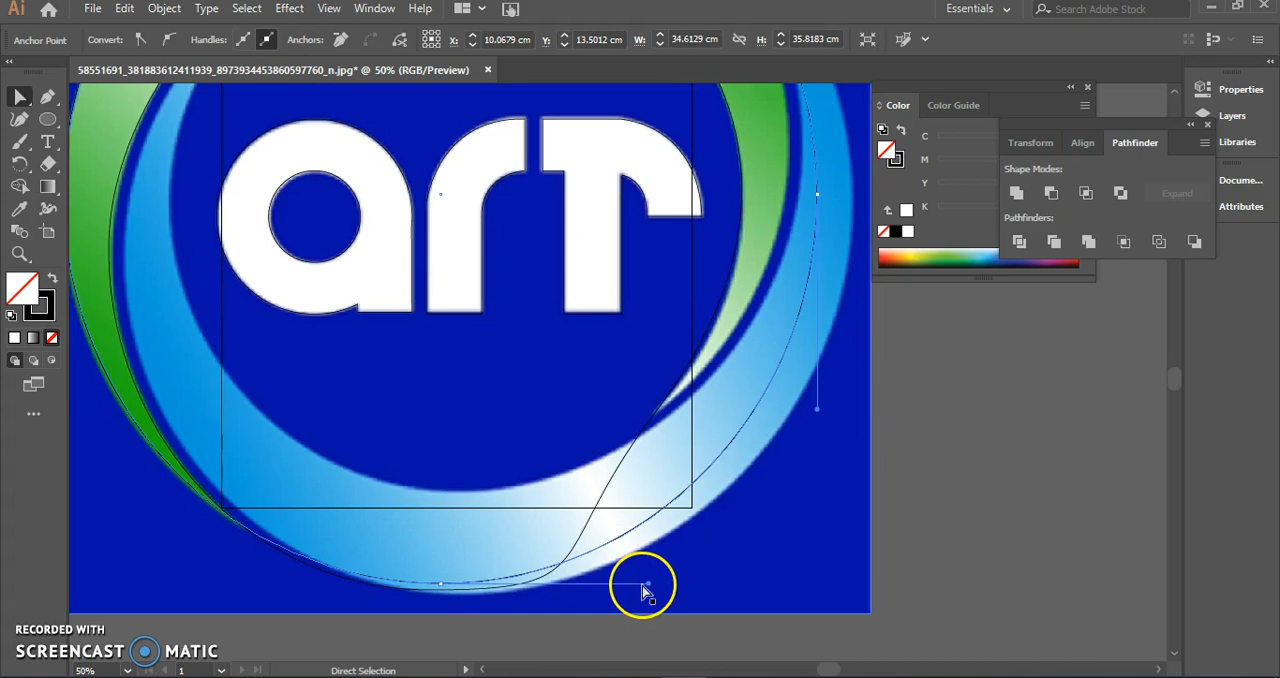 Ai File Edit Object Type Select Effect View Window Help Essentials Search Adobe Stock
Anchor Point Convert: Handles: Anchors: X: 10.0679 cm Y: 13.5012 cm W: 34.6129 cm H: 35.8183 cm
58551691_381883612411939_8973934453860597760_n.jpg* @ 50% (RGB/Preview)
Color Color Guide
Transform Align Pathfinder
Shape Modes:
Expand
Pathfinders:
C
M
Y
K
Properties
Layers
Libraries
Docume...
Attributes
arT
RECORDED WITH
SCREENCAST MATIC
50% 1 Direct Selection